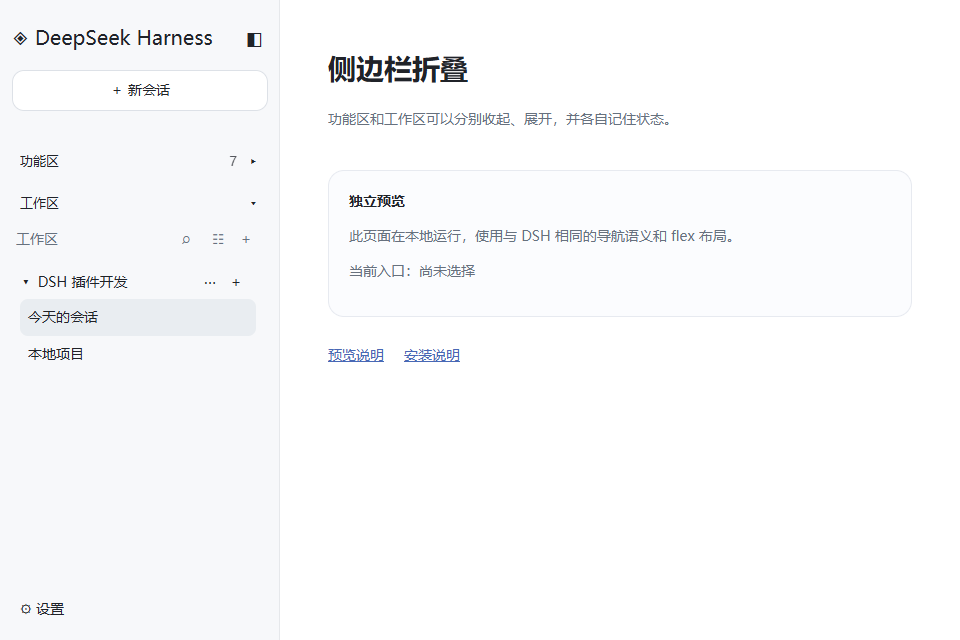 ◈ DeepSeek Harness ◧
+ 新会话
功能区 7 ▸
工作区 ▾
工作区 ⌕ ☷ +
▾ DSH 插件开发 ··· +
今天的会话
本地项目
⚙ 设置
侧边栏折叠
功能区和工作区可以分别收起、展开，并各自记住状态。
独立预览
此页面在本地运行，使用与 DSH 相同的导航语义和 flex 布局。
当前入口：尚未选择
预览说明 安装说明